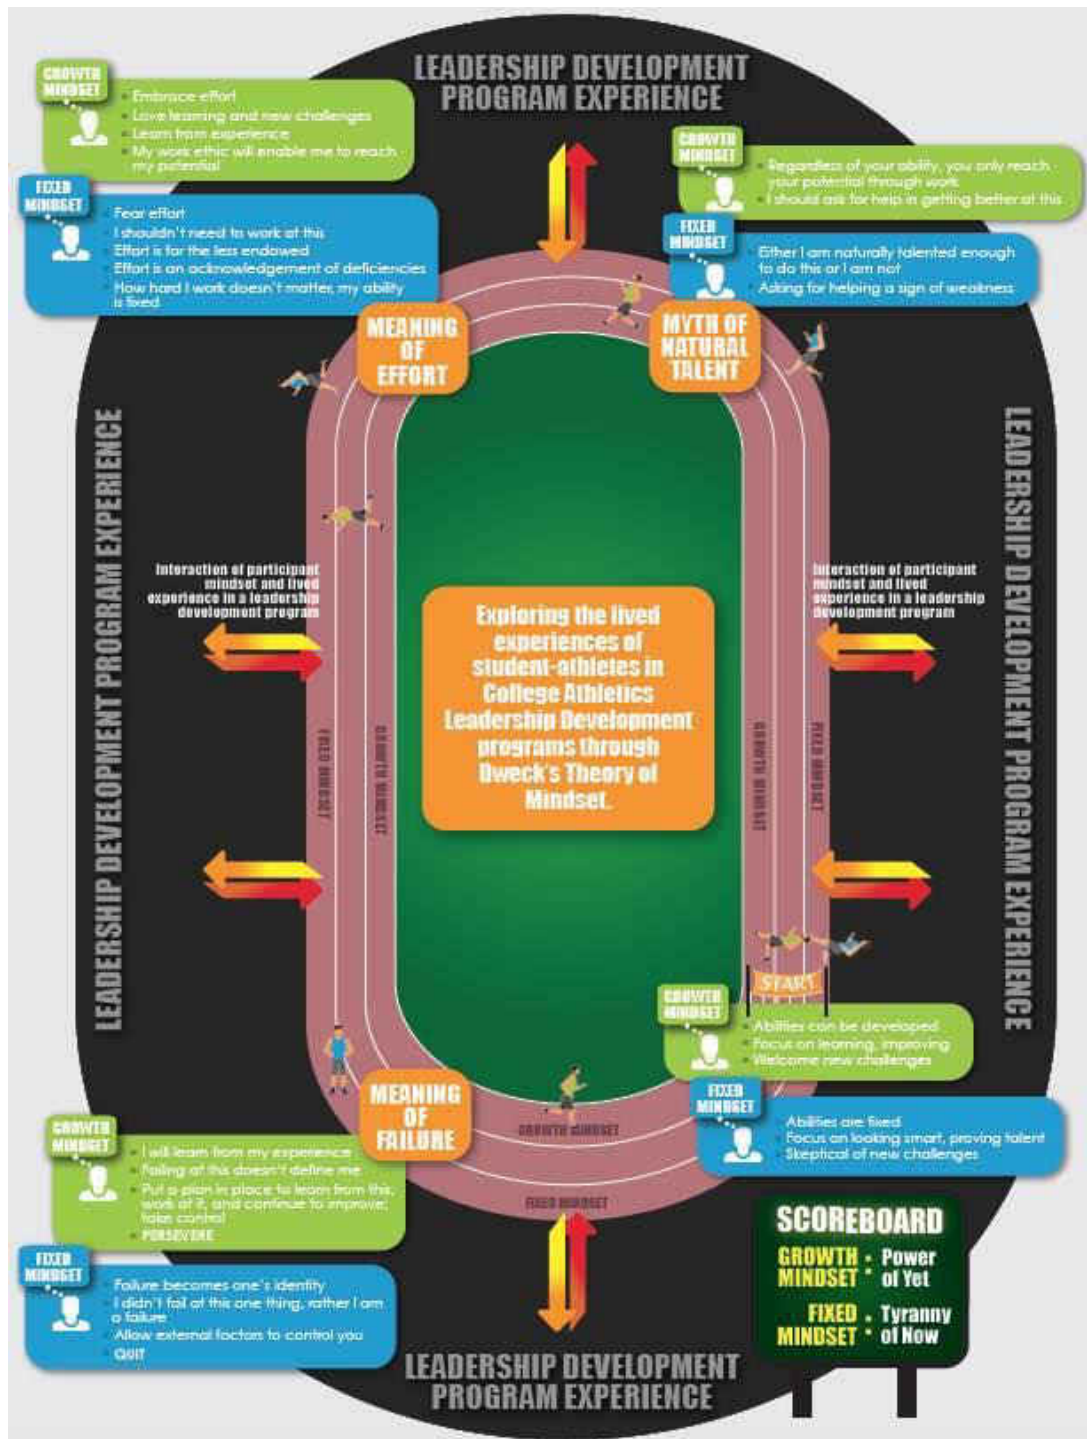 LEADERSHIP DEVELOPMENT
PROGRAM EXPERIENCE
GROWTH
MINDSET
Embrace effort
Love learning and new challenges
Learn from experience
My work ethic will enable me to reach
my potential
FIXED
MINDSET
Fear effort
I shouldn't need to work at this
Effort is for the less endowed
Effort is an acknowledgement of deficiencies
How hard I work doesn't matter, my ability
is fixed
MEANING
OF
EFFORT
GROWTH
MINDSET
Regardless of your ability, you only reach
your potential through work
I should ask for help in getting better at this
FIXED
MINDSET
Either I am naturally talented enough
to do this or I am not
Asking for helping a sign of weakness
MYTH OF
NATURAL
TALENT
LEADERSHIP DEVELOPMENT PROGRAM EXPERIENCE
Interaction of participant
mindset and lived
experience in a leadership
development program
FIXED MINDSET
GROWTH MINDSET
Exploring the lived
experiences of
student-athletes in
College Athletics
Leadership Development
programs through
Dweck's Theory of
Mindset.
GROWTH MINDSET
FIXED MINDSET
Interaction of participant
mindset and lived
experience in a leadership
development program
LEADERSHIP DEVELOPMENT PROGRAM EXPERIENCE
START
GROWTH
MINDSET
Abilities can be developed
Focus on learning, improving
Welcome new challenges
FIXED
MINDSET
Abilities are fixed
Focus on looking smart, proving talent
Skeptical of new challenges
MEANING
OF
FAILURE
GROWTH MINDSET
FIXED MINDSET
GROWTH
MINDSET
I will learn from my experience
Failing at this doesn't define me
Put a plan in place to learn from this,
work at it, and continue to improve;
take control
PERSEVERE
FIXED
MINDSET
Failure becomes one's identity
I didn't fail at this one thing, rather I am
a failure
Allow external factors to control you
QUIT
SCOREBOARD
GROWTH : Power
MINDSET : of Yet
FIXED : Tyranny
MINDSET : of Now
LEADERSHIP DEVELOPMENT
PROGRAM EXPERIENCE